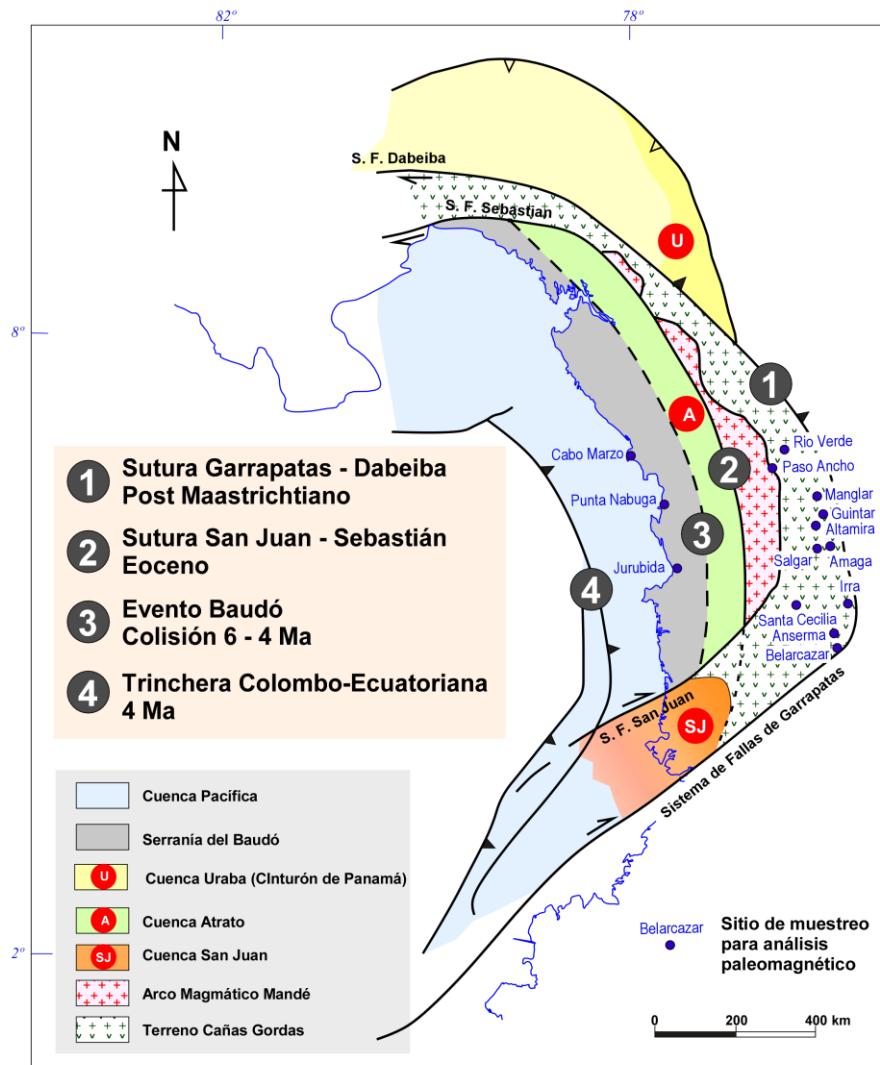 82º
78º
N
S. F. Dabeiba
S. F. Sebastian
U
8º
1
A
Rio Verde
Cabo Marzo
2
Paso Ancho
1 Sutura Garrapatas - Dabeiba
Post Maastrichtiano
Manglar
Punta Nabuga
Guintar
3
Altamira
2 Sutura San Juan - Sebastián
Eoceno
Salgar
Amaga
Jurubida
4
Irra
3 Evento Baudó
Colisión 6 - 4 Ma
Santa Cecilia
Anserma
Belarcazar
4 Trinchera Colombo-Ecuatoriana
4 Ma
S. F. San Juan
SJ
Sistema de Fallas de Garrapatas
Cuenca Pacífica
Serranía del Baudó
U Cuenca Uraba (CInturón de Panamá)
A Cuenca Atrato
SJ Cuenca San Juan
Arco Magmático Mandé
Terreno Cañas Gordas
Belarcazar
Sitio de muestreo
para análisis
paleomagnético
2º
0 200 400 km